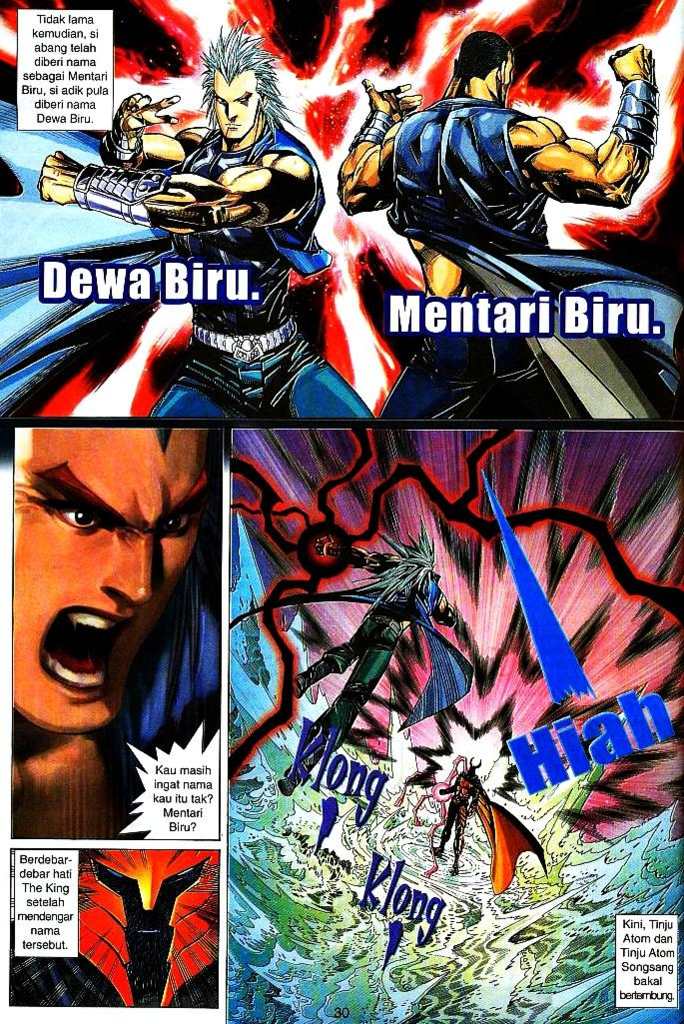 Tidak lama
kemudian, si
abang telah
diberi nama
sebagai Mentari
Biru, si adik pula
diberi nama
Dewa Biru.
Dewa Biru.
Mentari Biru.
Kau masih
ingat nama
kau itu tak?
Mentari
Biru?
Berdebar-
debar hati
The King
setelah
mendengar
nama
tersebut.
Hiah
!
Klong
!
Klong
!
Kini, Tinju
Atom dan
Tinju Atom
Songsang
bakal
bertembung.
30